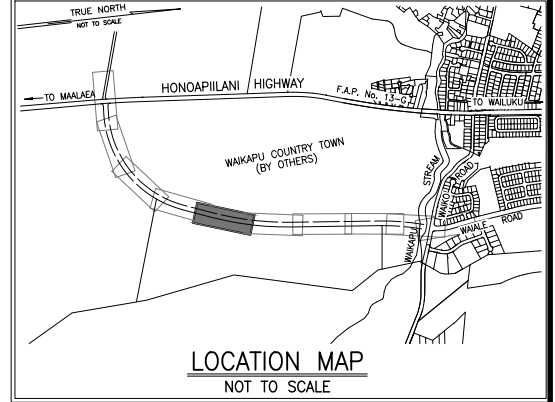 TRUE NORTH
NOT TO SCALE
TO MAALAEA
HONOAPIILANI HIGHWAY
F.A.P. No. 13-G
TO WAILUKU
WAIKAPU COUNTRY TOWN
(BY OTHERS)
WAIKAPU STREAM
WAIKO ROAD
WAIALE ROAD
LOCATION MAP
NOT TO SCALE